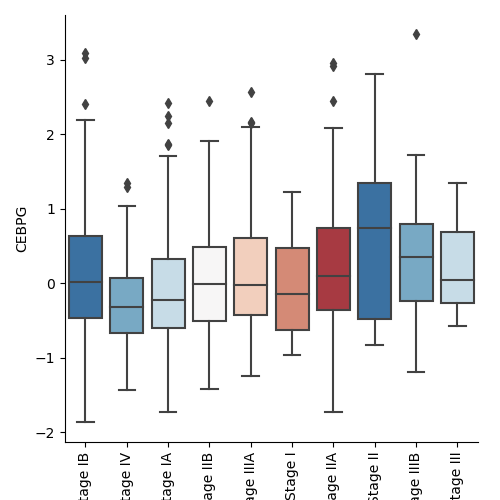 3
2
1
0
−1
−2
CEBPG
tage IB
tage IV
tage IA
age IIB
age IIIA
Stage I
age IIA
Stage II
age IIIB
tage III